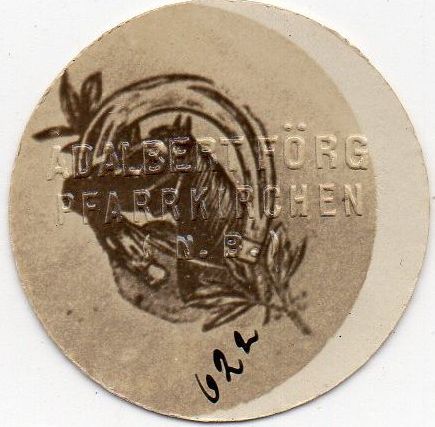 ADALBERT FÖRG
PFARRKIRCHEN
( N. B. )
622